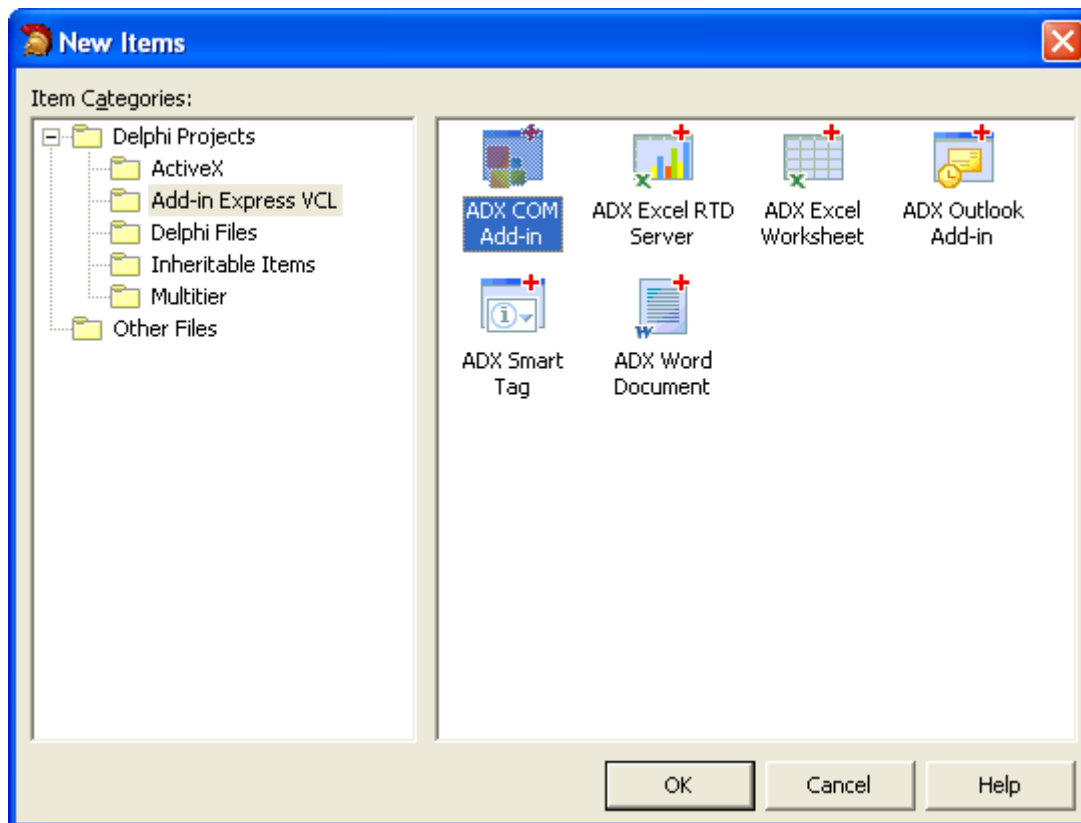 New Items
Item Categories:
Delphi Projects
ActiveX
Add-in Express VCL
Delphi Files
Inheritable Items
Multitier
Other Files
ADX COM
Add-in
ADX Excel RTD
Server
ADX Excel
Worksheet
ADX Outlook
Add-in
ADX Smart
Tag
ADX Word
Document
OK
Cancel
Help